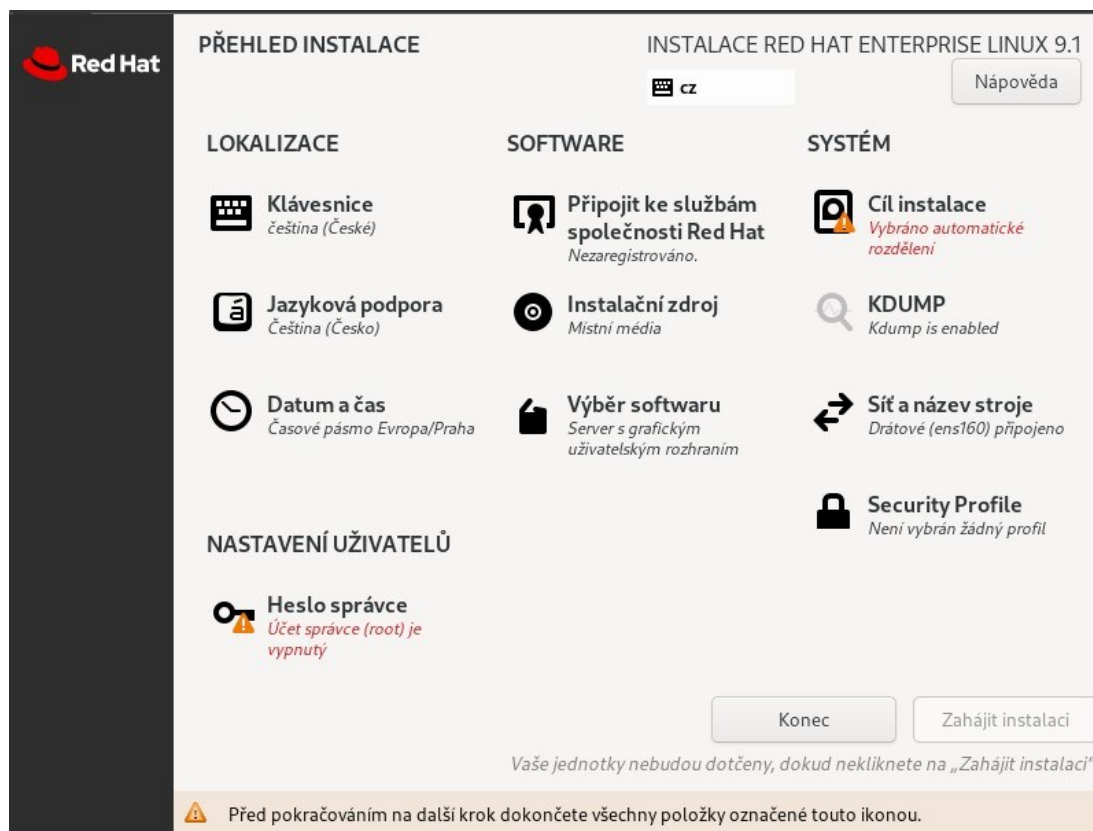 Red Hat
PŘEHLED INSTALACE
INSTALACE RED HAT ENTERPRISE LINUX 9.1
cz
Nápověda
LOKALIZACE
Klávesnice
čeština (České)
Jazyková podpora
Čeština (Česko)
Datum a čas
Časové pásmo Evropa/Praha
SOFTWARE
Připojit ke službám
společnosti Red Hat
Nezaregistrováno.
Instalační zdroj
Místní média
Výběr softwaru
Server s grafickým
uživatelským rozhraním
SYSTÉM
Cíl instalace
Vybráno automatické
rozdělení
KDUMP
Kdump is enabled
Síť a název stroje
Drátové (ens160) připojeno
Security Profile
Není vybrán žádný profil
NASTAVENÍ UŽIVATELŮ
Heslo správce
Účet správce (root) je
vypnutý
Konec
Zahájit instalaci
Vaše jednotky nebudou dotčeny, dokud nekliknete na „Zahájit instalaci“
Před pokračováním na další krok dokončete všechny položky označené touto ikonou.